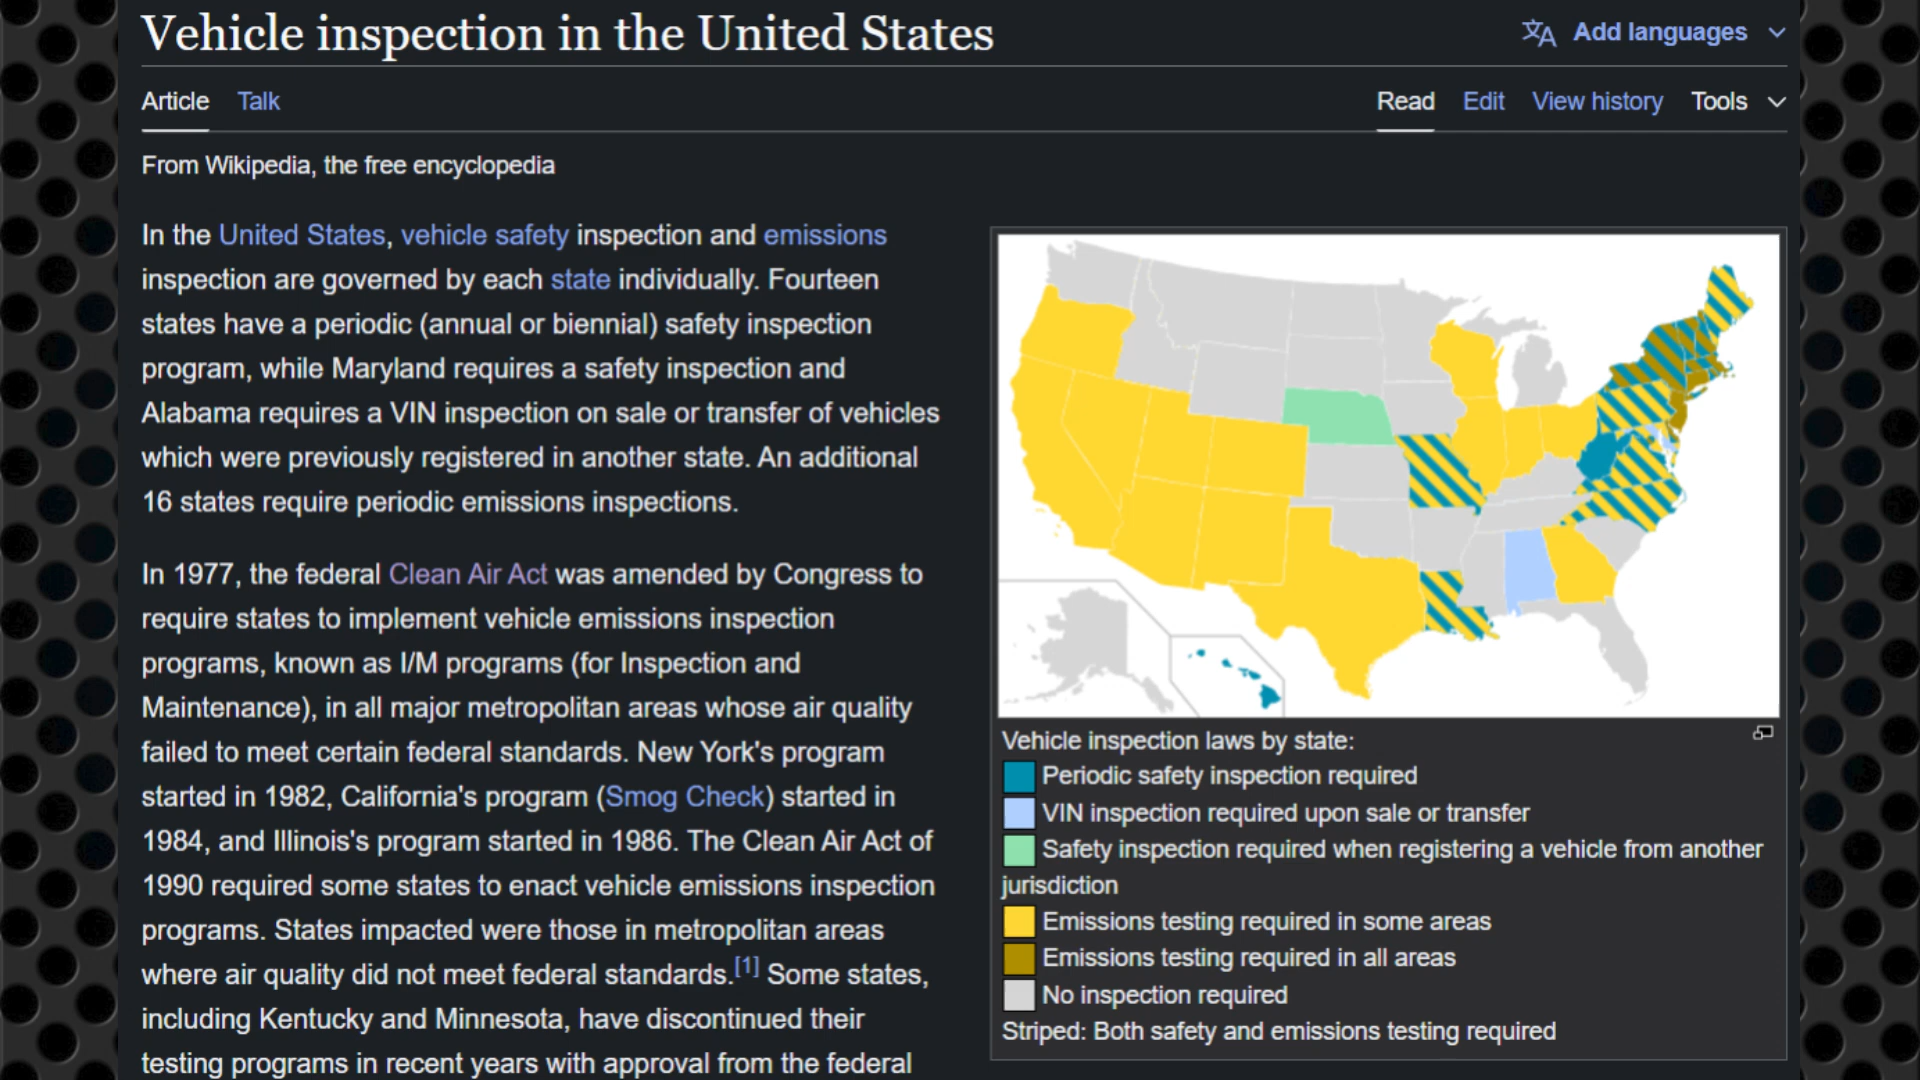 Vehicle inspection in the United States
Add languages
Article Talk
Read Edit View history Tools
From Wikipedia, the free encyclopedia
In the United States, vehicle safety inspection and emissions
inspection are governed by each state individually. Fourteen
states have a periodic (annual or biennial) safety inspection
program, while Maryland requires a safety inspection and
Alabama requires a VIN inspection on sale or transfer of vehicles
which were previously registered in another state. An additional
16 states require periodic emissions inspections.
In 1977, the federal Clean Air Act was amended by Congress to
require states to implement vehicle emissions inspection
programs, known as I/M programs (for Inspection and
Maintenance), in all major metropolitan areas whose air quality
failed to meet certain federal standards. New York's program
started in 1982, California's program (Smog Check) started in
1984, and Illinois's program started in 1986. The Clean Air Act of
1990 required some states to enact vehicle emissions inspection
programs. States impacted were those in metropolitan areas
where air quality did not meet federal standards.[1] Some states,
including Kentucky and Minnesota, have discontinued their
testing programs in recent years with approval from the federal
Vehicle inspection laws by state:
Periodic safety inspection required
VIN inspection required upon sale or transfer
Safety inspection required when registering a vehicle from another
jurisdiction
Emissions testing required in some areas
Emissions testing required in all areas
No inspection required
Striped: Both safety and emissions testing required